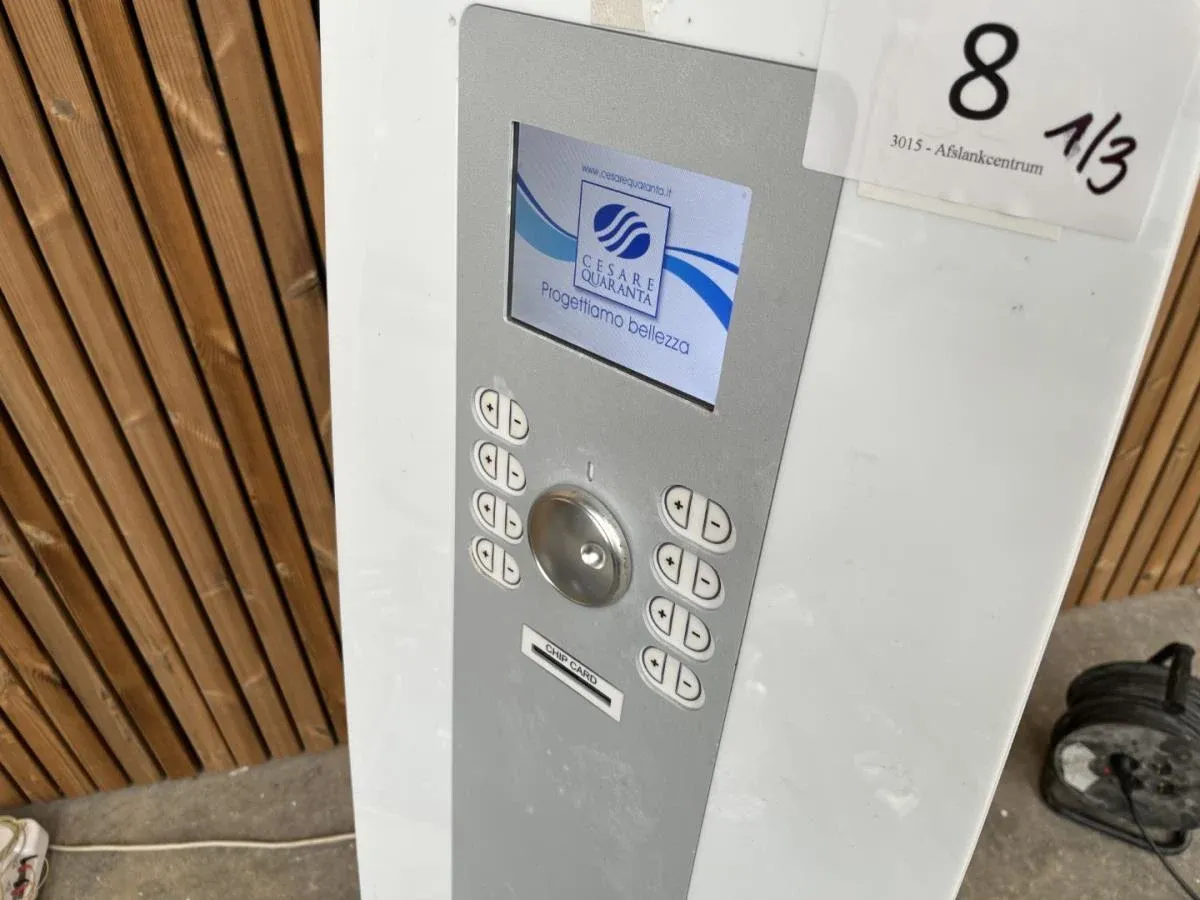 8
1/3
3015 - Afslankcentrum
www.cesarequaranta.it
CESARE
QUARANTA
Progettiamo bellezza
+ -
+ -
+ -
+ -
+ -
+ -
+ -
+ -
CHIP CARD